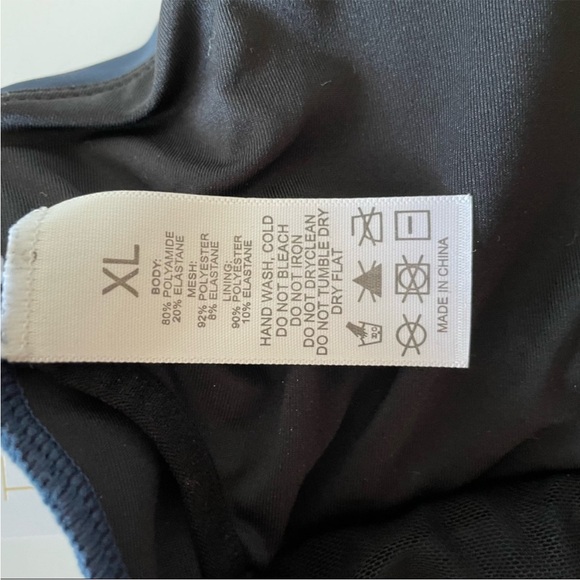 XL
BODY:
80% POLYAMIDE
20% ELASTANE
MESH:
92% POLYESTER
8% ELASTANE
LINING:
90% POLYESTER
10% ELASTANE
HAND WASH, COLD
DO NOT BLEACH
DO NOT IRON
DO NOT DRYCLEAN
DO NOT TUMBLE DRY
DRY FLAT
MADE IN CHINA